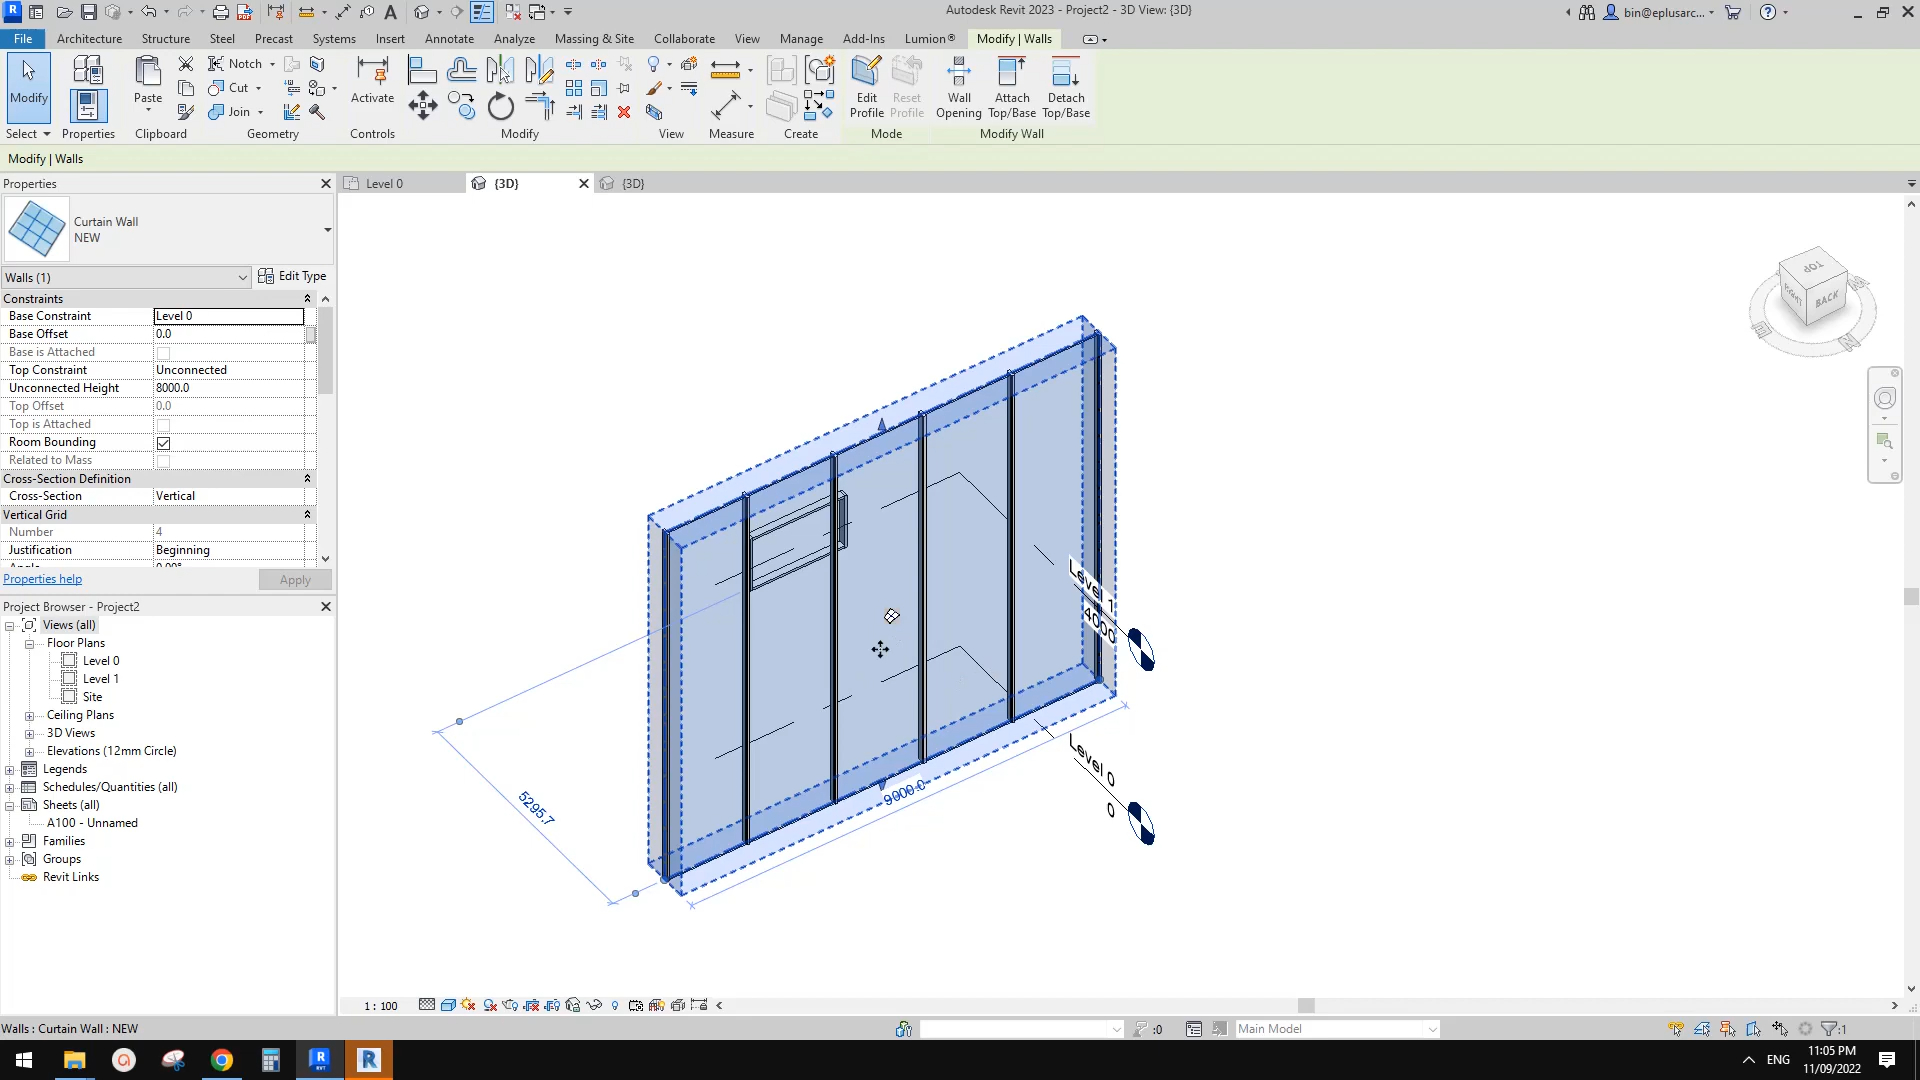 Autodesk Revit 2023 - Project2 - 3D View: {3D}
bin@eplusarc...
File Architecture Structure Steel Precast Systems Insert Annotate Analyze Massing & Site Collaborate View Manage Add-Ins Lumion® Modify | Walls
Modify
Select
Properties
Paste
Clipboard
Notch
Cut
Join
Geometry
Activate
Controls
Modify
View
Measure
Create
Edit Profile
Reset Profile
Mode
Wall Opening
Attach Top/Base
Detach Top/Base
Modify Wall
Modify | Walls
Properties
Level 0
{3D}
{3D}
Curtain Wall
NEW
Walls (1)
Edit Type
Constraints
Base Constraint Level 0
Base Offset 0.0
Base is Attached
Top Constraint Unconnected
Unconnected Height 8000.0
Top Offset 0.0
Top is Attached
Room Bounding
Related to Mass
Cross-Section Definition
Cross-Section Vertical
Vertical Grid
Number 4
Justification Beginning
Properties help
Apply
Project Browser - Project2
Views (all)
Floor Plans
Level 0
Level 1
Site
Ceiling Plans
3D Views
Elevations (12mm Circle)
Legends
Schedules/Quantities (all)
Sheets (all)
A100 - Unnamed
Families
Groups
Revit Links
TOP
RIGHT
BACK
Level 1
4000
Level 0
0
9000.0
5295.7
1 : 100
Walls : Curtain Wall : NEW
:0
Main Model
:1
ENG
11:05 PM
11/09/2022